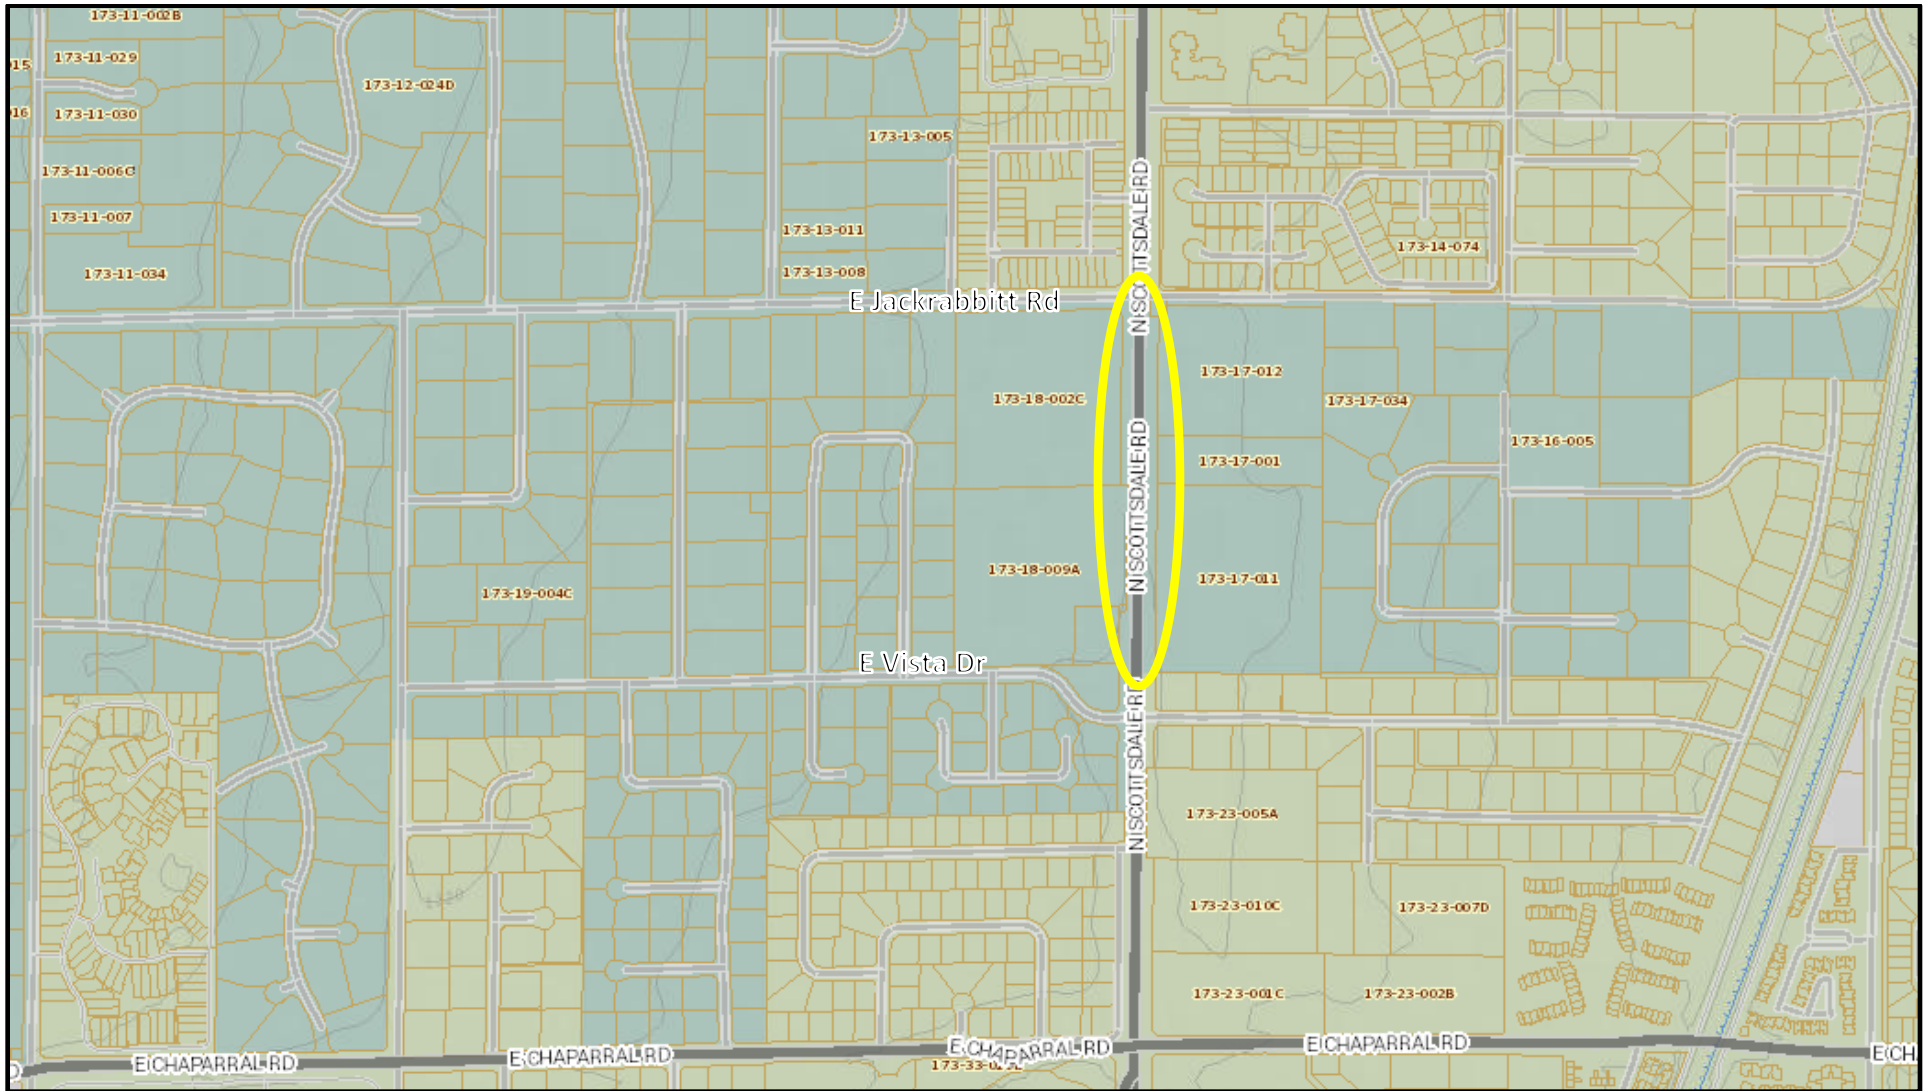 173-11-002B
173-11-029
173-12-024D
173-11-030
173-13-005
173-11-006C
173-11-007
173-13-011
173-14-074
173-11-034
173-13-008
N SCOTTSDALE RD
E Jackrabbitt Rd
173-17-012
173-18-002C
173-17-034
173-16-005
N SCOTTSDALE RD
173-17-001
173-18-009A
173-17-011
173-19-004C
E Vista Dr
N SCOTTSDALE RD
173-23-005A
173-23-010C
173-23-007D
173-23-001C
173-23-002B
E CHAPARRAL RD
E CHAPARRAL RD
E CHAPARRAL RD
E CHAPARRAL RD